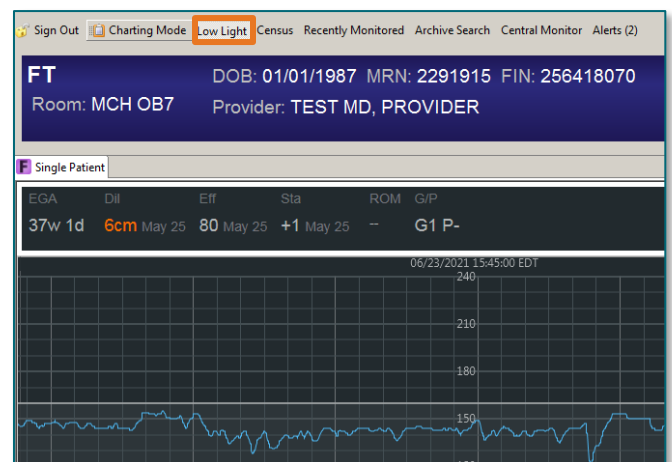 Sign Out Charting Mode Low Light Census Recently Monitored Archive Search Central Monitor Alerts (2)
FT DOB: 01/01/1987 MRN: 2291915 FIN: 256418070
Room: MCH OB7 Provider: TEST MD, PROVIDER
F Single Patient
EGA Dil Eff Sta ROM G/P
37w 1d 6cm May 25 80 May 25 +1 May 25 -- G1 P-
06/23/2021 15:45:00 EDT
240
210
180
150